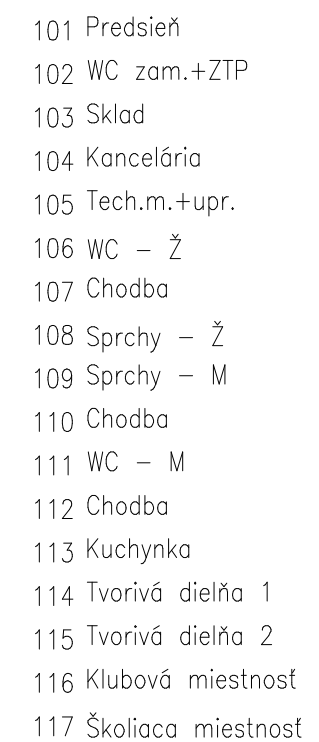 101 Predsieň
102 WC zam.+ZTP
103 Sklad
104 Kancelária
105 Tech.m.+upr.
106 WC – Ž
107 Chodba
108 Sprchy – Ž
109 Sprchy – M
110 Chodba
111 WC – M
112 Chodba
113 Kuchynka
114 Tvorivá dielňa 1
115 Tvorivá dielňa 2
116 Klubová miestnosť
117 Školiaca miestnosť